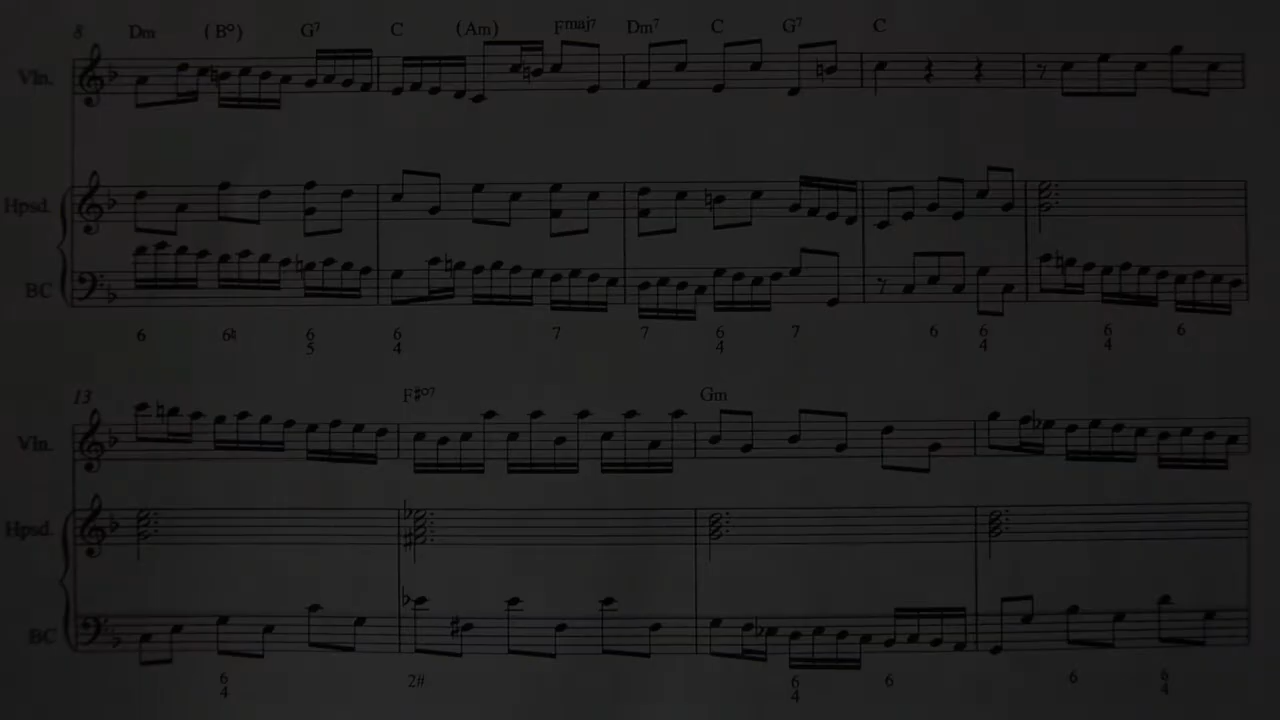 8 Dm (B°) G7 C (Am) Fmaj7 Dm7 C G7 C
Vln.
Hpsd.
BC
6 6♮ 6 6 7 7 6 7 6 6 6 6
5 4 4 4 4
13 F♯°7 Gm
Vln.
Hpsd.
BC
6 2# 6 6 6 6
4 4 4